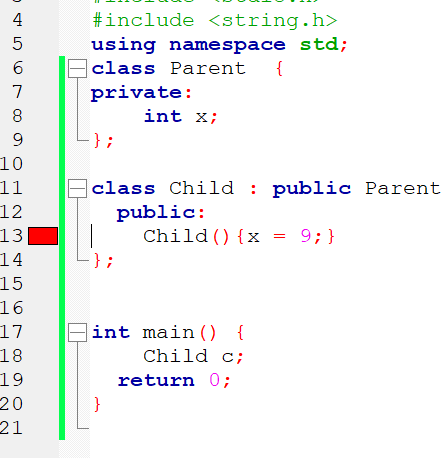 4 #include <string.h>
5 using namespace std;
6 class Parent {
7 private:
8 int x;
9 };
10
11 class Child : public Parent
12 public:
13 Child(){x = 9;}
14 };
15
16
17 int main() {
18 Child c;
19 return 0;
20 }
21